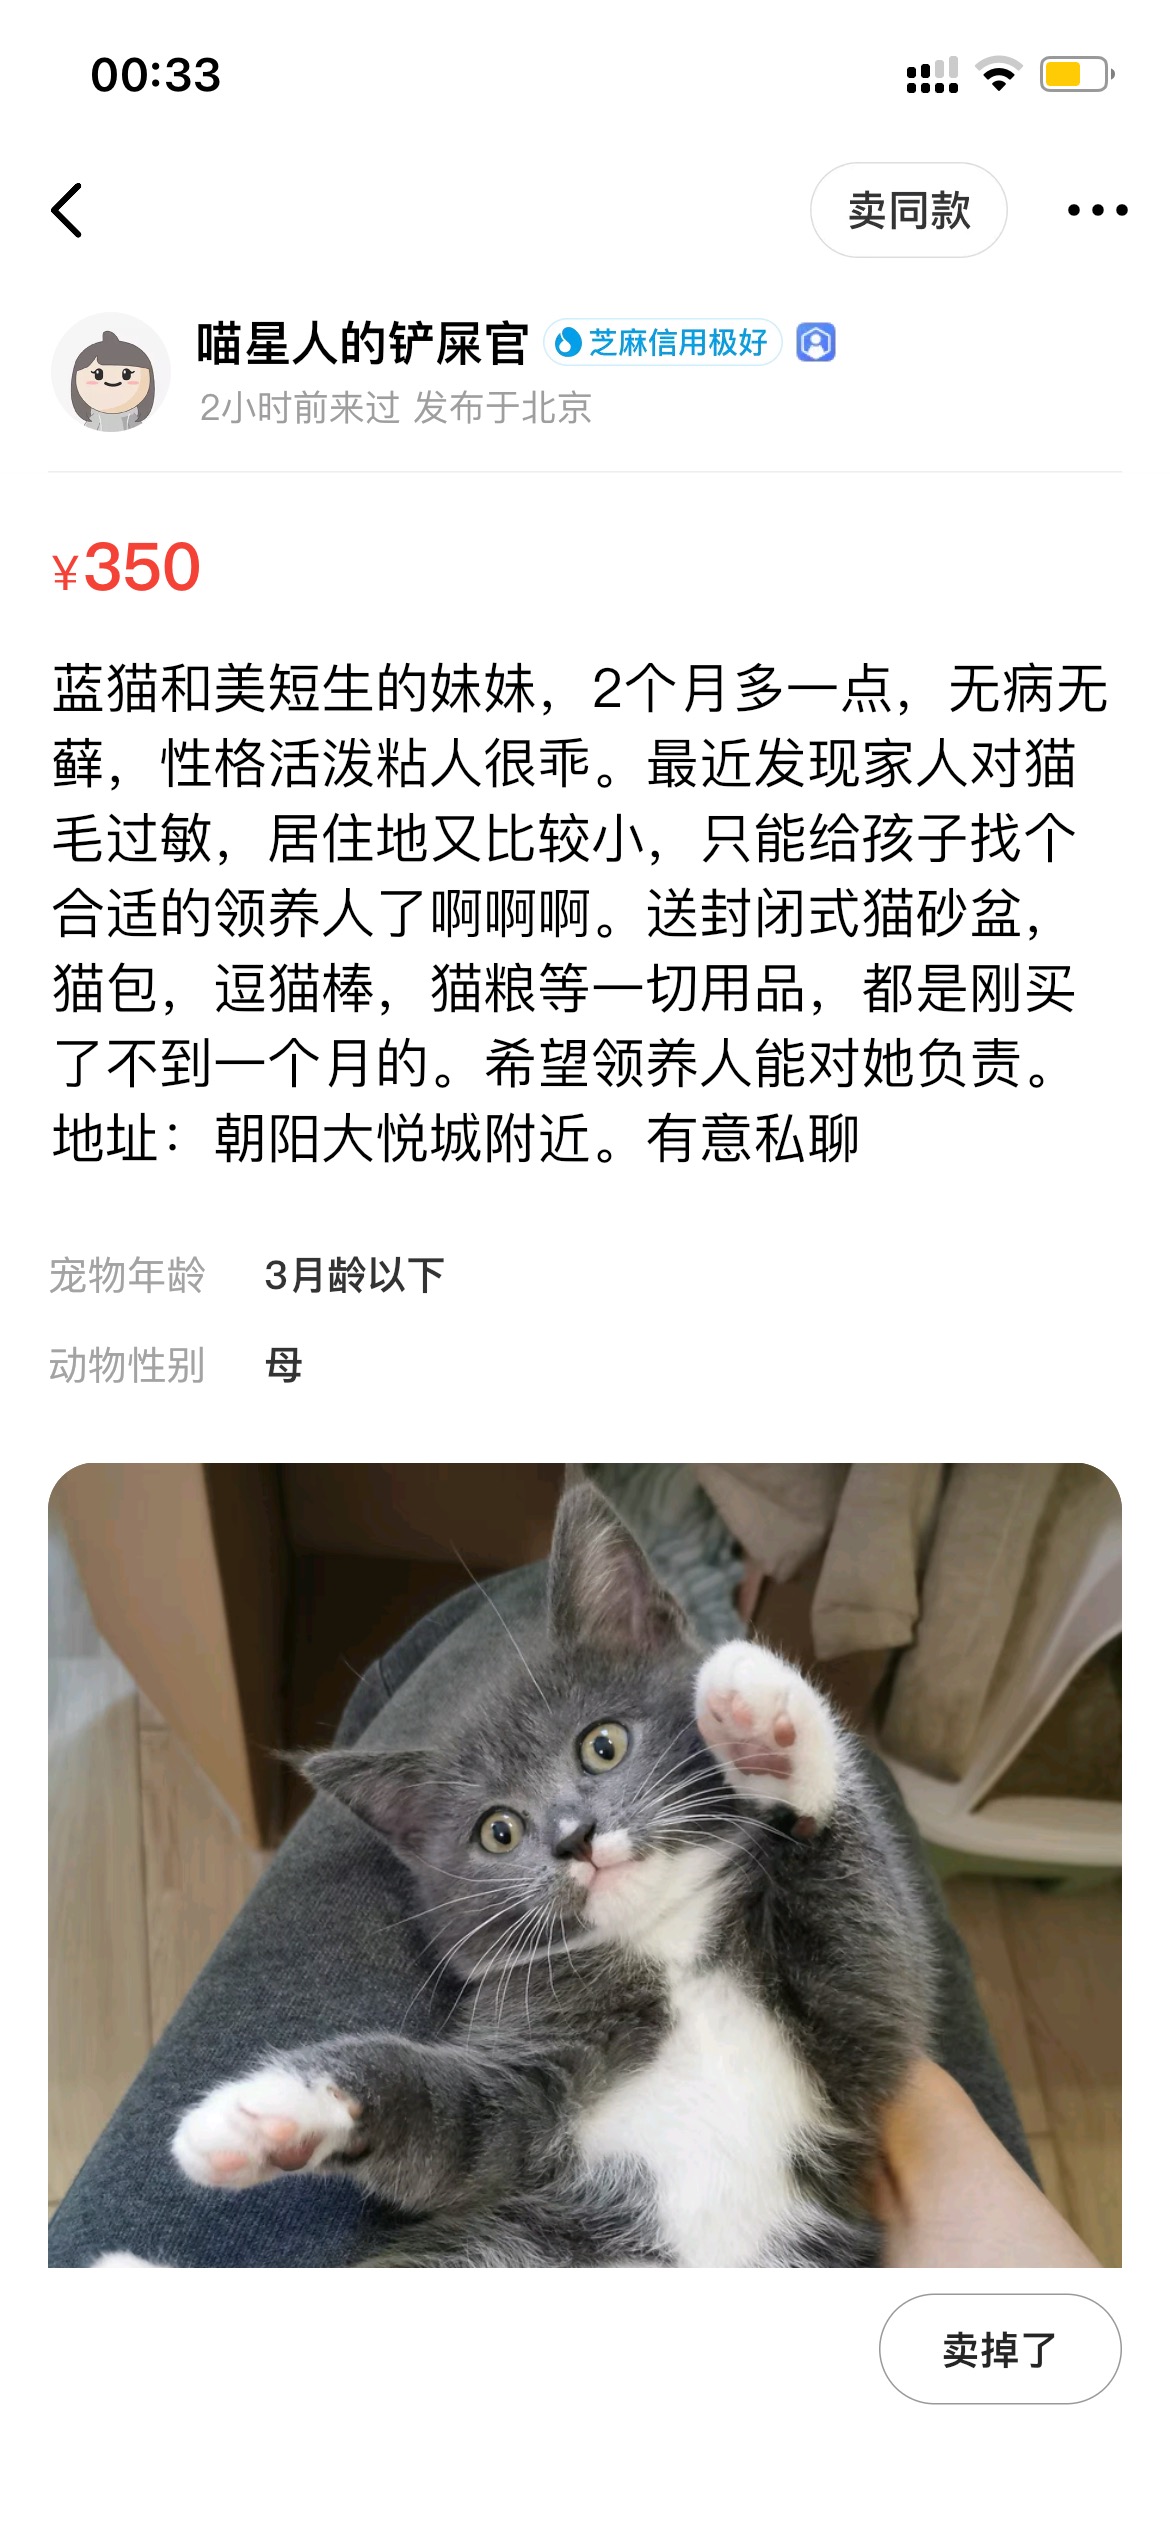 00:33
卖同款
喵星人的铲屎官 芝麻信用极好
2小时前来过 发布于北京
¥350
蓝猫和美短生的妹妹，2个月多一点，无病无
藓，性格活泼粘人很乖。最近发现家人对猫
毛过敏，居住地又比较小，只能给孩子找个
合适的领养人了啊啊啊。送封闭式猫砂盆，
猫包，逗猫棒，猫粮等一切用品，都是刚买
了不到一个月的。希望领养人能对她负责。
地址：朝阳大悦城附近。有意私聊
宠物年龄 3月龄以下
动物性别 母
卖掉了